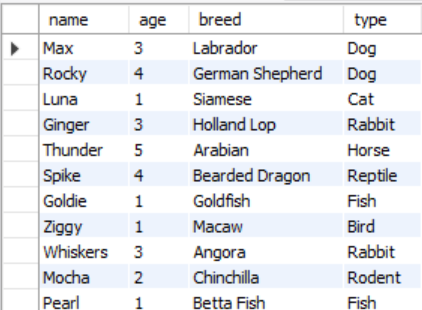 name age breed type
Max 3 Labrador Dog
Rocky 4 German Shepherd Dog
Luna 1 Siamese Cat
Ginger 3 Holland Lop Rabbit
Thunder 5 Arabian Horse
Spike 4 Bearded Dragon Reptile
Goldie 1 Goldfish Fish
Ziggy 1 Macaw Bird
Whiskers 3 Angora Rabbit
Mocha 2 Chinchilla Rodent
Pearl 1 Betta Fish Fish